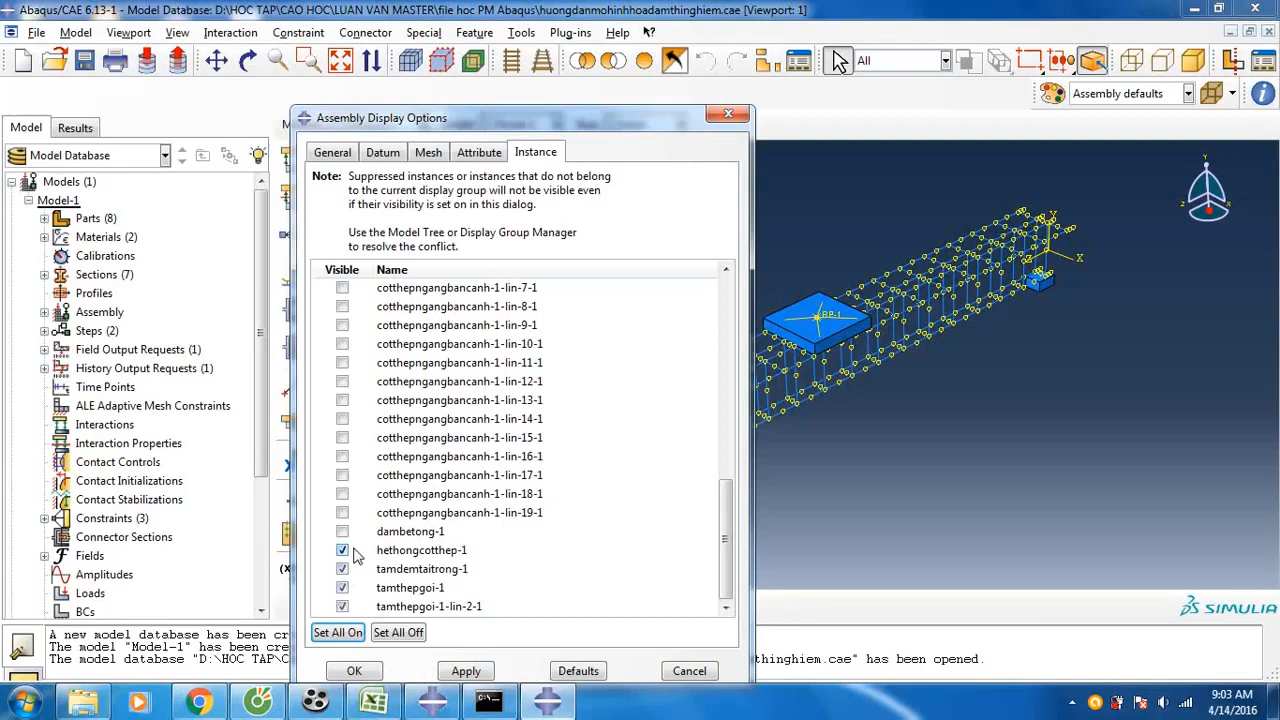 Abaqus/CAE 6.13-1 - Model Database: D:\HOC TAP\CAO HOC\LUAN VAN MASTER\file hoc PM Abaqus\huongdanmohinhhoadamthinghiem.cae [Viewport: 1]
File Model Viewport View Interaction Constraint Connector Special Feature Tools Plug-ins Help
All
Assembly defaults
Model Results
Model Database
Models (1)
Model-1
Parts (8)
Materials (2)
Calibrations
Sections (7)
Profiles
Assembly
Steps (2)
Field Output Requests (1)
History Output Requests (1)
Time Points
ALE Adaptive Mesh Constraints
Interactions
Interaction Properties
Contact Controls
Contact Initializations
Contact Stabilizations
Constraints (3)
Connector Sections
Fields
Amplitudes
Loads
BCs
Assembly Display Options
General Datum Mesh Attribute Instance
Note: Suppressed instances or instances that do not belong
to the current display group will not be visible even
if their visibility is set on in this dialog.
Use the Model Tree or Display Group Manager
to resolve the conflict.
Visible Name
cotthepngangbancanh-1-lin-7-1
cotthepngangbancanh-1-lin-8-1
cotthepngangbancanh-1-lin-9-1
cotthepngangbancanh-1-lin-10-1
cotthepngangbancanh-1-lin-11-1
cotthepngangbancanh-1-lin-12-1
cotthepngangbancanh-1-lin-13-1
cotthepngangbancanh-1-lin-14-1
cotthepngangbancanh-1-lin-15-1
cotthepngangbancanh-1-lin-16-1
cotthepngangbancanh-1-lin-17-1
cotthepngangbancanh-1-lin-18-1
cotthepngangbancanh-1-lin-19-1
dambetong-1
hethongcotthep-1
tamdemtaitrong-1
tamthepgoi-1
tamthepgoi-1-lin-2-1
Set All On Set All Off
OK Apply Defaults Cancel
RP-1
Y
X
Z
Y
Z X
SIMULIA
A new model database has been cre
The model "Model-1" has been crea
The model database "D:\HOC TAP\CA thinghiem.cae" has been opened.
9:03 AM
4/14/2016